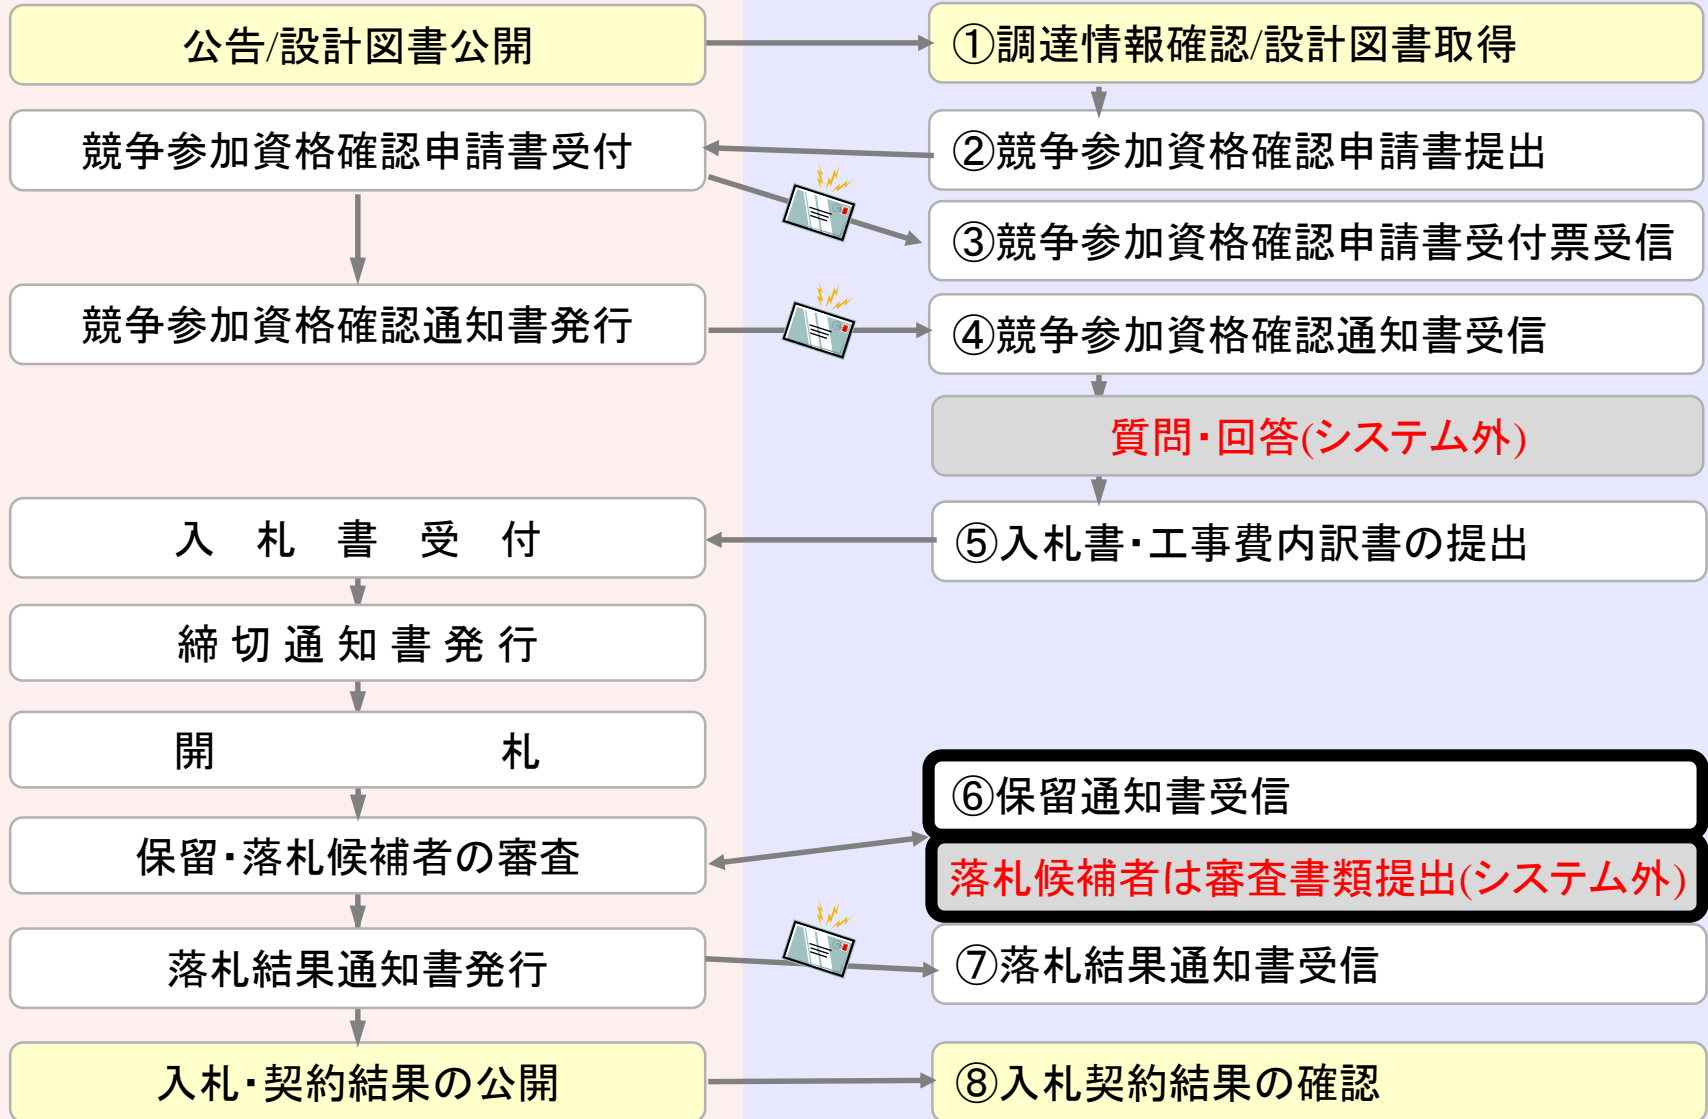 公告/設計図書公開
①調達情報確認/設計図書取得
競争参加資格確認申請書受付
②競争参加資格確認申請書提出
③競争参加資格確認申請書受付票受信
競争参加資格確認通知書発行
④競争参加資格確認通知書受信
質問・回答(システム外)
入 札 書 受 付
⑤入札書・工事費内訳書の提出
締 切 通 知 書 発 行
開 札
⑥保留通知書受信
保留・落札候補者の審査
落札候補者は審査書類提出(システム外)
落札結果通知書発行
⑦落札結果通知書受信
入札・契約結果の公開
⑧入札契約結果の確認